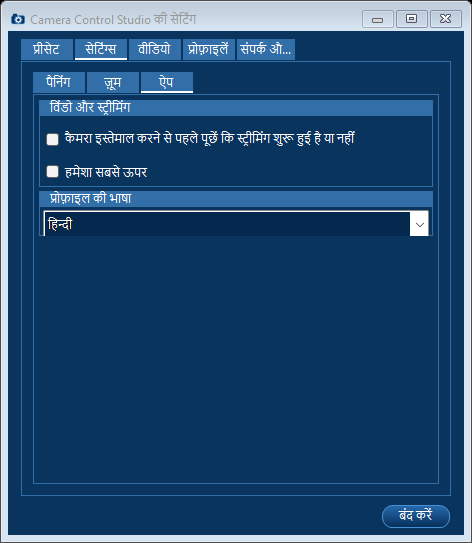 Camera Control Studio की सेटिंग
प्रीसेट सेटिंग्स वीडियो प्रोफ़ाइलें संपर्क औ...
पैनिंग ज़ूम ऐप
विंडो और स्ट्रीमिंग
कैमरा इस्तेमाल करने से पहले पूछें कि स्ट्रीमिंग शुरू हुई है या नहीं
हमेशा सबसे ऊपर
प्रोफ़ाइल की भाषा
हिन्दी
बंद करें